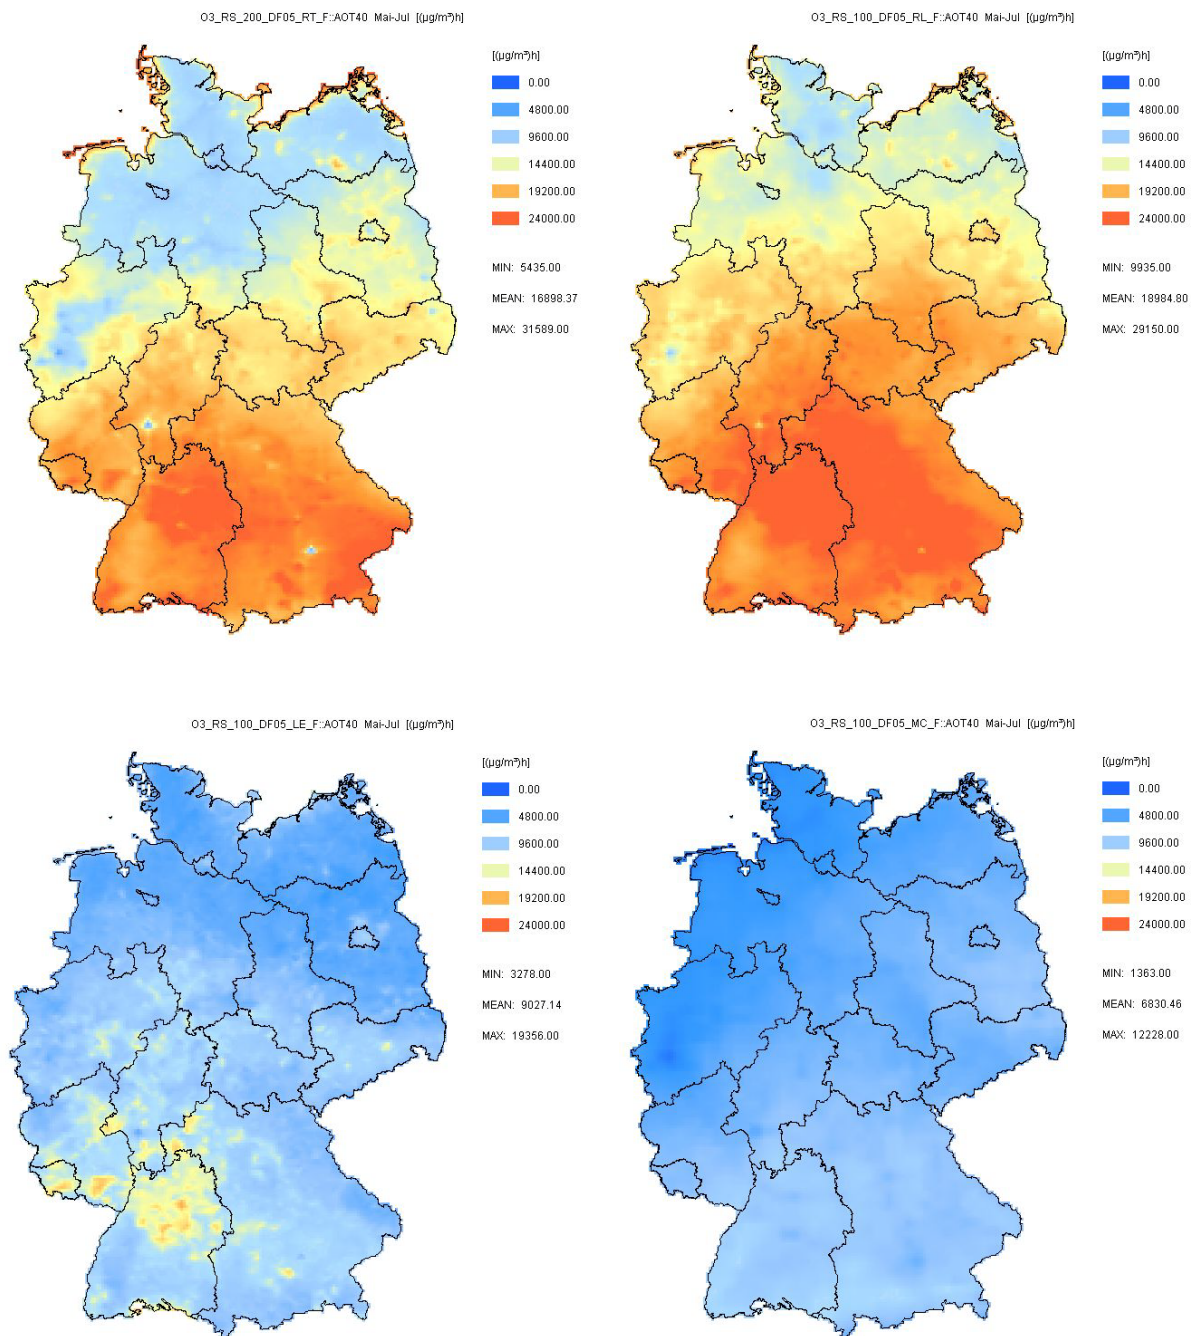 O3_RS_200_DF05_RT_F::AOT40 Mai-Jul [(µg/m³)h]
[(µg/m³)h]
0.00
4800.00
9600.00
14400.00
19200.00
24000.00
MIN: 5435.00
MEAN: 16898.37
MAX: 31589.00
O3_RS_100_DF05_RL_F::AOT40 Mai-Jul [(µg/m³)h]
[(µg/m³)h]
0.00
4800.00
9600.00
14400.00
19200.00
24000.00
MIN: 9935.00
MEAN: 18984.80
MAX: 29150.00
O3_RS_100_DF05_LE_F::AOT40 Mai-Jul [(µg/m³)h]
[(µg/m³)h]
0.00
4800.00
9600.00
14400.00
19200.00
24000.00
MIN: 3278.00
MEAN: 9027.14
MAX: 19356.00
O3_RS_100_DF05_MC_F::AOT40 Mai-Jul [(µg/m³)h]
[(µg/m³)h]
0.00
4800.00
9600.00
14400.00
19200.00
24000.00
MIN: 1363.00
MEAN: 6830.46
MAX: 12228.00